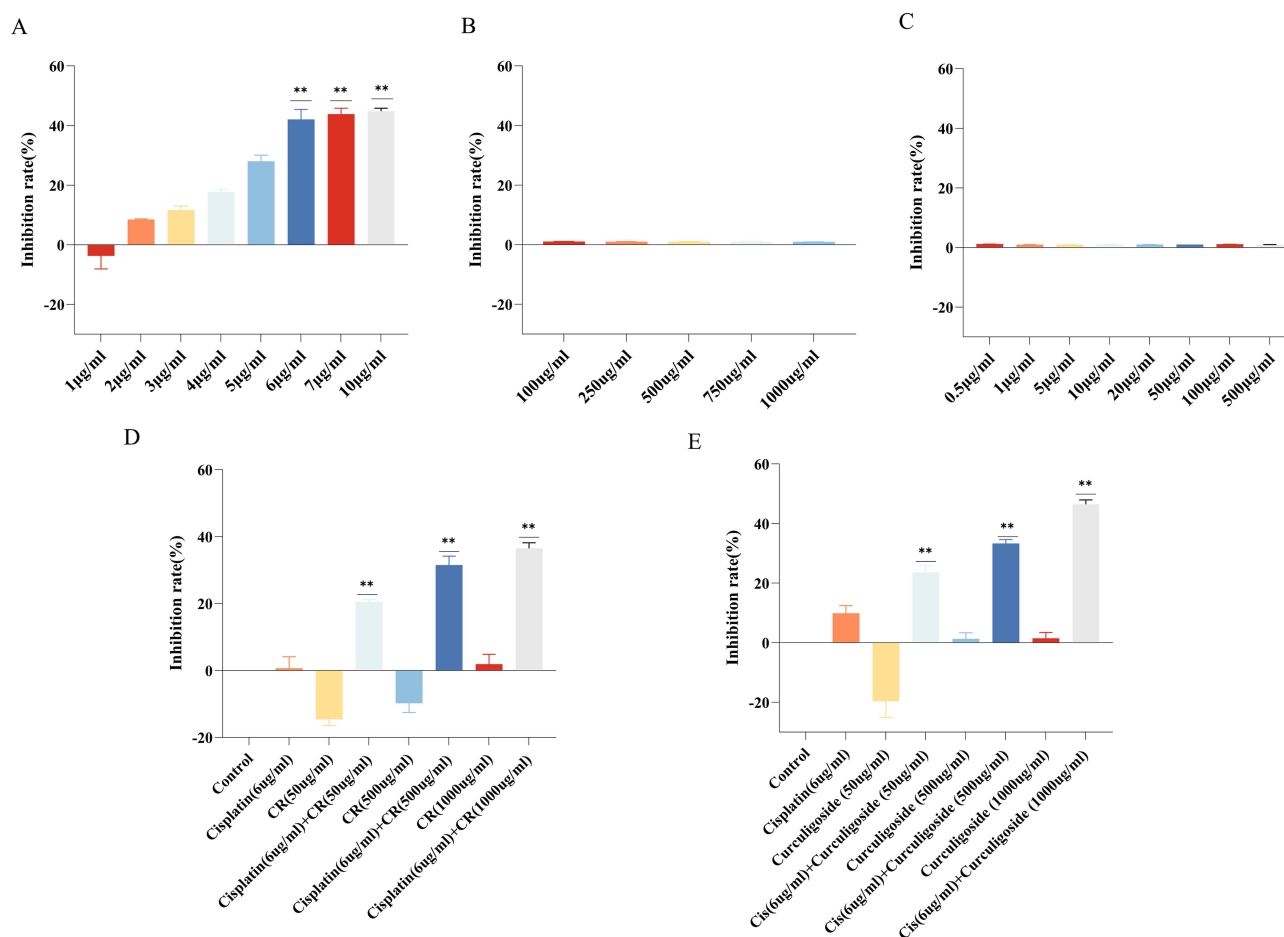 A
Inhibition rate(%)
60
40
20
0
-20
**
**
**
1μg/ml
2μg/ml
3μg/ml
4μg/ml
5μg/ml
6μg/ml
7μg/ml
10μg/ml
B
Inhibition rate(%)
60
40
20
0
-20
100ug/ml
250ug/ml
500ug/ml
750ug/ml
1000ug/ml
C
Inhibition rate(%)
60
40
20
0
-20
0.5μg/ml
1μg/ml
5μg/ml
10μg/ml
20μg/ml
50μg/ml
100μg/ml
500μg/ml
D
Inhibition rate(%)
60
40
20
0
-20
**
**
**
Control
Cisplatin(6ug/ml)
CR(50ug/ml)
Cisplatin(6ug/ml)+CR(50ug/ml)
CR(500ug/ml)
Cisplatin(6ug/ml)+CR(500ug/ml)
CR(1000ug/ml)
Cisplatin(6ug/ml)+CR(1000ug/ml)
E
Inhibition rate(%)
60
40
20
0
-20
**
**
**
Control
Cisplatin(6ug/ml)
Curculigoside (50ug/ml)
Cis(6ug/ml)+Curculigoside (50ug/ml)
Curculigoside (500ug/ml)
Cis(6ug/ml)+Curculigoside (500ug/ml)
Curculigoside (1000ug/ml)
Cis(6ug/ml)+Curculigoside (1000ug/ml)